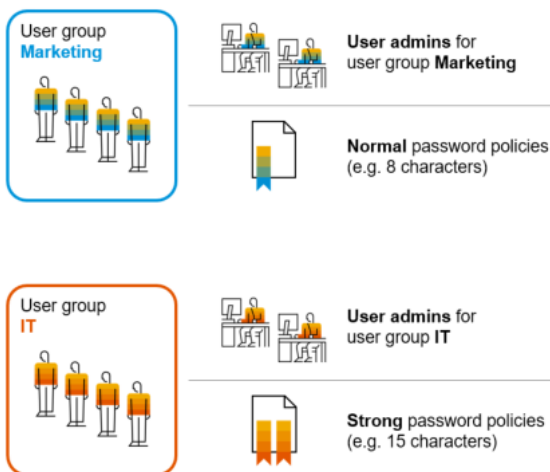 User group
Marketing
User admins for
user group Marketing
Normal password policies
(e.g. 8 characters)
User group
IT
User admins for
user group IT
Strong password policies
(e.g. 15 characters)